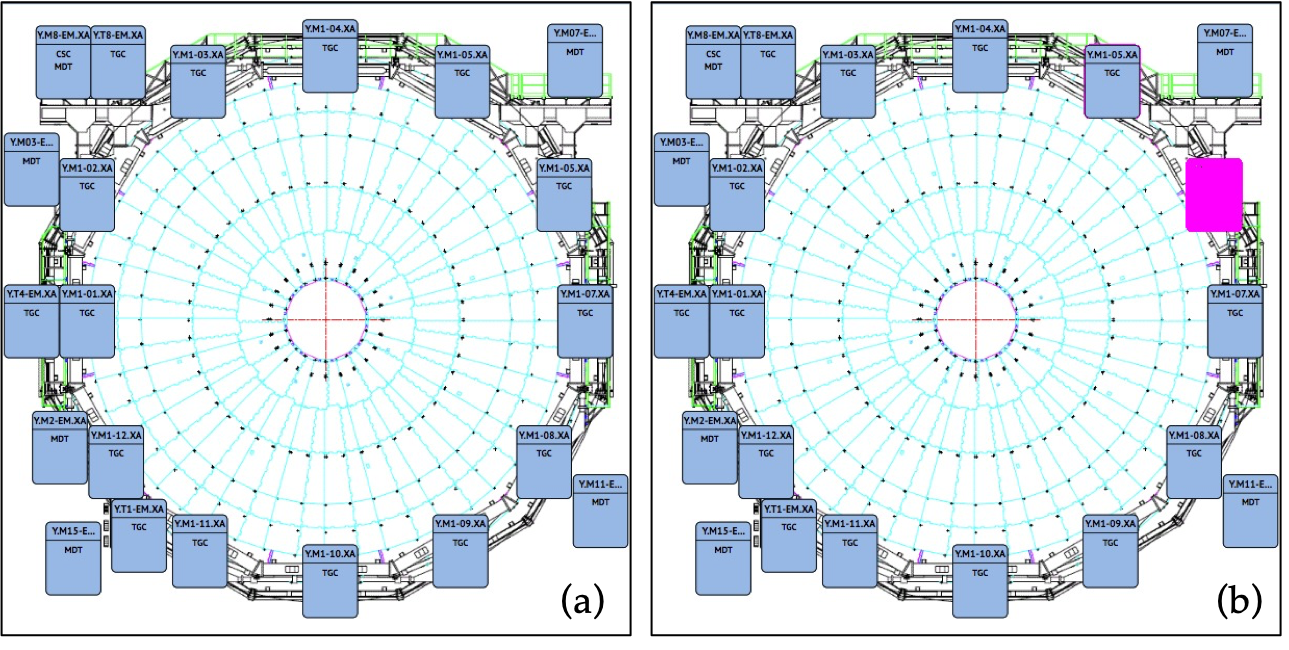 Y.M8-EM.XA
CSC
MDT
Y.T8-EM.XA
TGC
Y.M1-03.XA
TGC
Y.M1-04.XA
TGC
Y.M1-05.XA
TGC
Y.M07-E...
MDT
Y.M03-E...
MDT
Y.M1-02.XA
TGC
Y.M1-05.XA
TGC
Y.T4-EM.XA
TGC
Y.M1-01.XA
TGC
Y.M1-07.XA
TGC
Y.M2-EM.XA
MDT
Y.M1-12.XA
TGC
Y.M1-08.XA
TGC
Y.M11-E...
MDT
Y.M15-E...
MDT
Y.T1-EM.XA
TGC
Y.M1-11.XA
TGC
Y.M1-10.XA
TGC
Y.M1-09.XA
TGC
(a)
Y.M8-EM.XA
CSC
MDT
Y.T8-EM.XA
TGC
Y.M1-03.XA
TGC
Y.M1-04.XA
TGC
Y.M1-05.XA
TGC
Y.M07-E...
MDT
Y.M03-E...
MDT
Y.M1-02.XA
TGC
Y.T4-EM.XA
TGC
Y.M1-01.XA
TGC
Y.M1-07.XA
TGC
Y.M2-EM.XA
MDT
Y.M1-12.XA
TGC
Y.M1-08.XA
TGC
Y.M11-E...
MDT
Y.M15-E...
MDT
Y.T1-EM.XA
TGC
Y.M1-11.XA
TGC
Y.M1-10.XA
TGC
Y.M1-09.XA
TGC
(b)